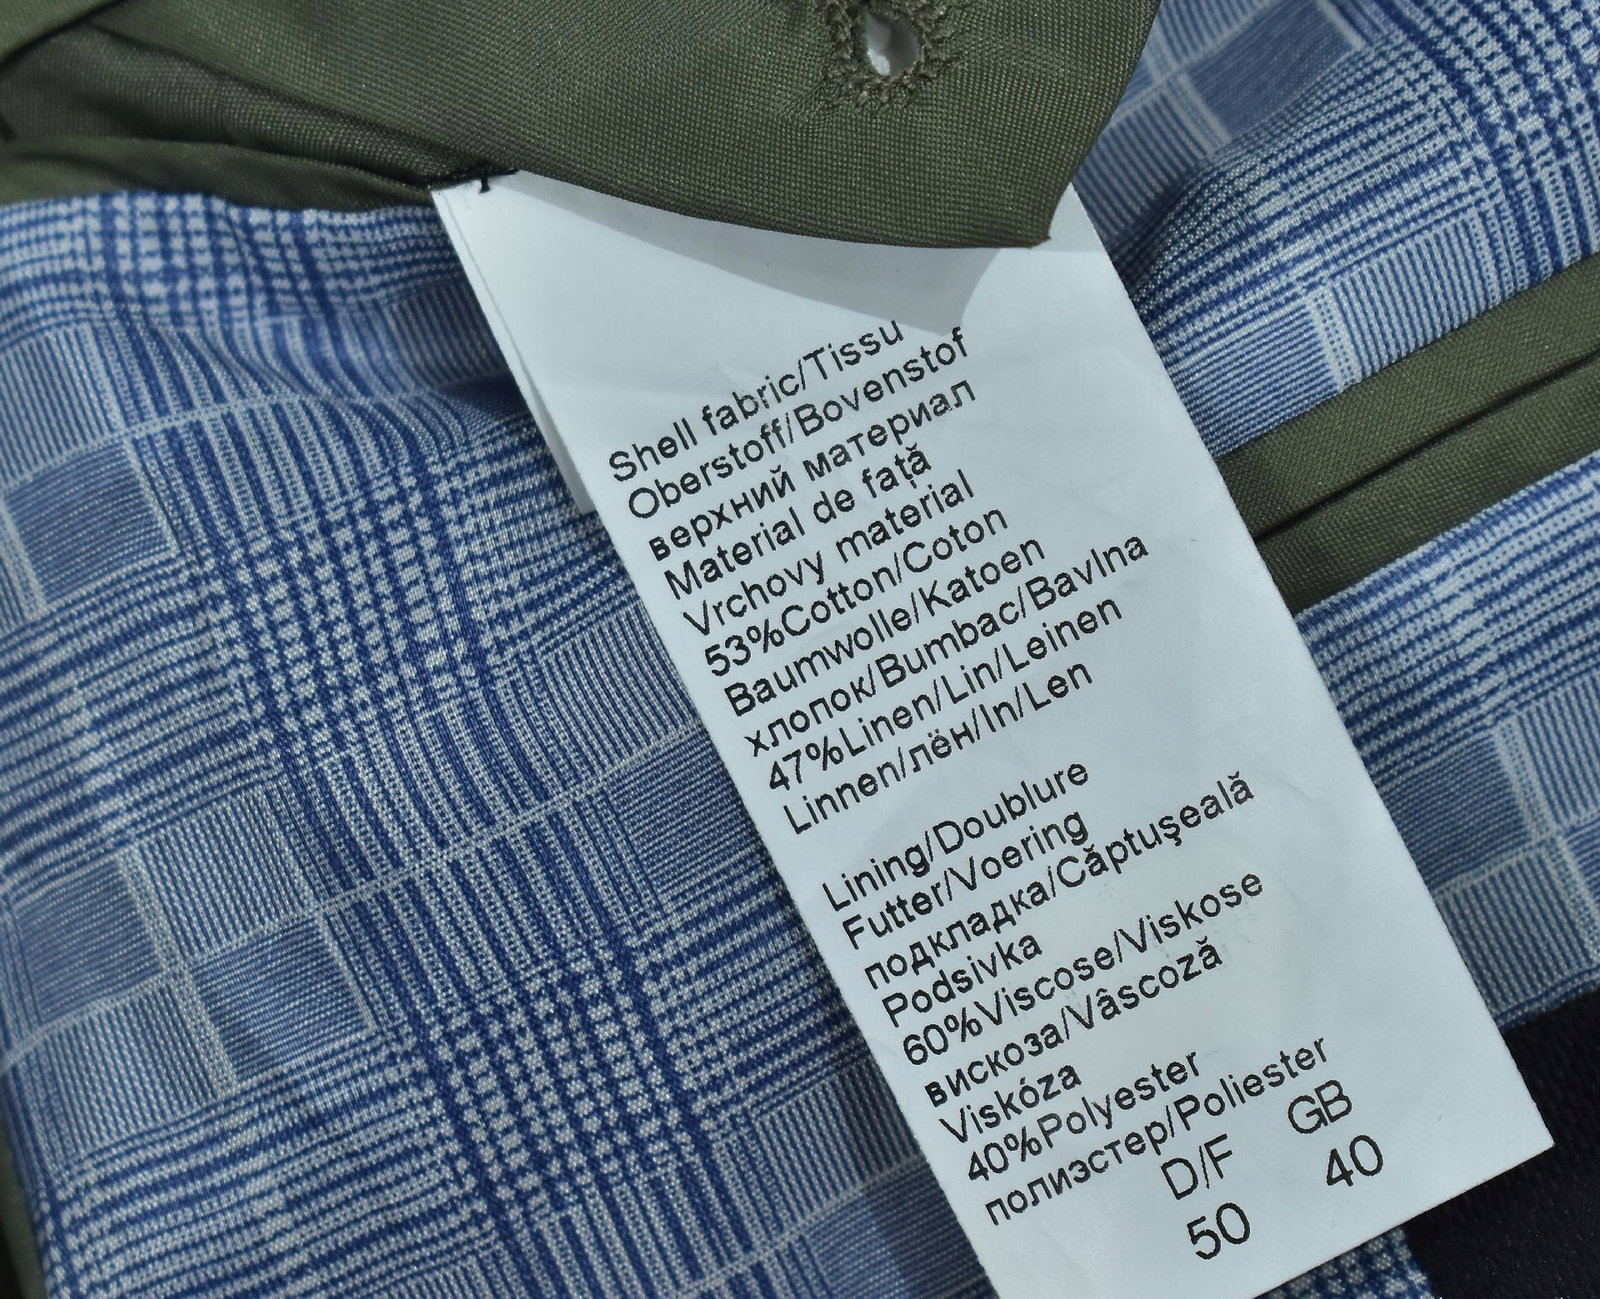 Shell fabric/Tissu
Oberstoff/Bovenstof
верхний материал
Material de față
Vrchovy material
53%Cotton/Coton
Baumwolle/Katoen
хлопок/Bumbac/Bavlna
47%Linen/Lin/Leinen
Linnen/лён/In/Len
Lining/Doublure
Futter/Voering
подкладка/Căptușeală
Podsivka
60%Viscose/Viskose
вискоза/Vâscoză
Viskóza
40%Polyester
полиэстер/Poliester
D/F GB
50 40